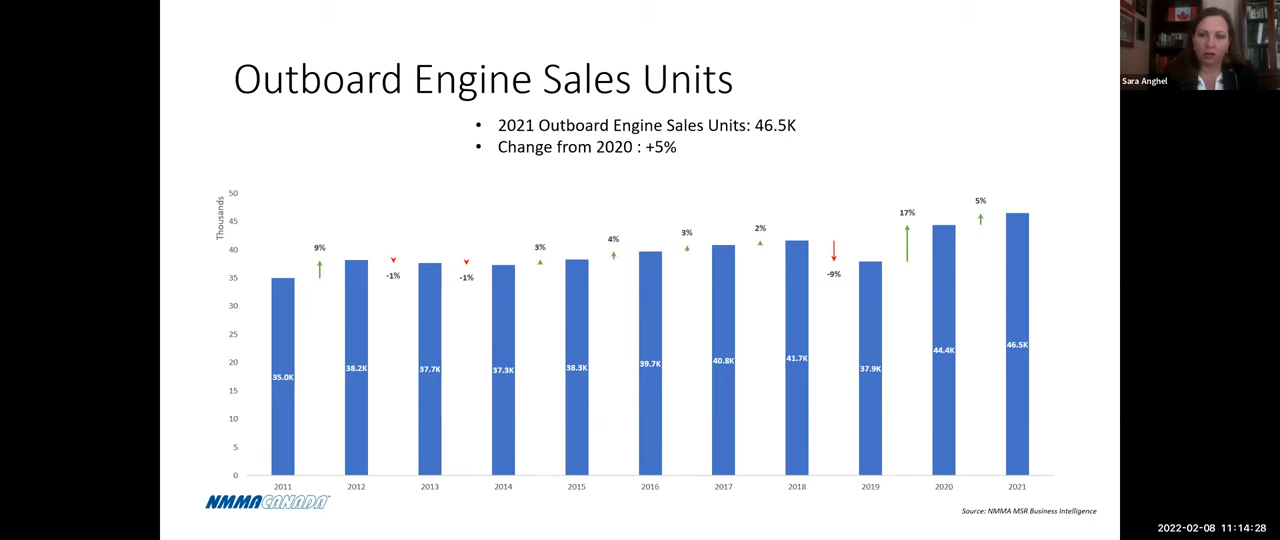 Sara Anghel
Outboard Engine Sales Units
• 2021 Outboard Engine Sales Units: 46.5K
• Change from 2020 : +5%
Thousands
50
45
40
35
30
25
20
15
10
5
0
9%
-1%
-1%
3%
4%
3%
2%
-9%
17%
5%
35.0K
38.2K
37.7K
37.3K
38.3K
39.7K
40.8K
41.7K
37.9K
44.4K
46.5K
2011 2012 2013 2014 2015 2016 2017 2018 2019 2020 2021
NMMA CANADA
Source: NMMA MSR Business Intelligence
2022-02-08 11:14:28